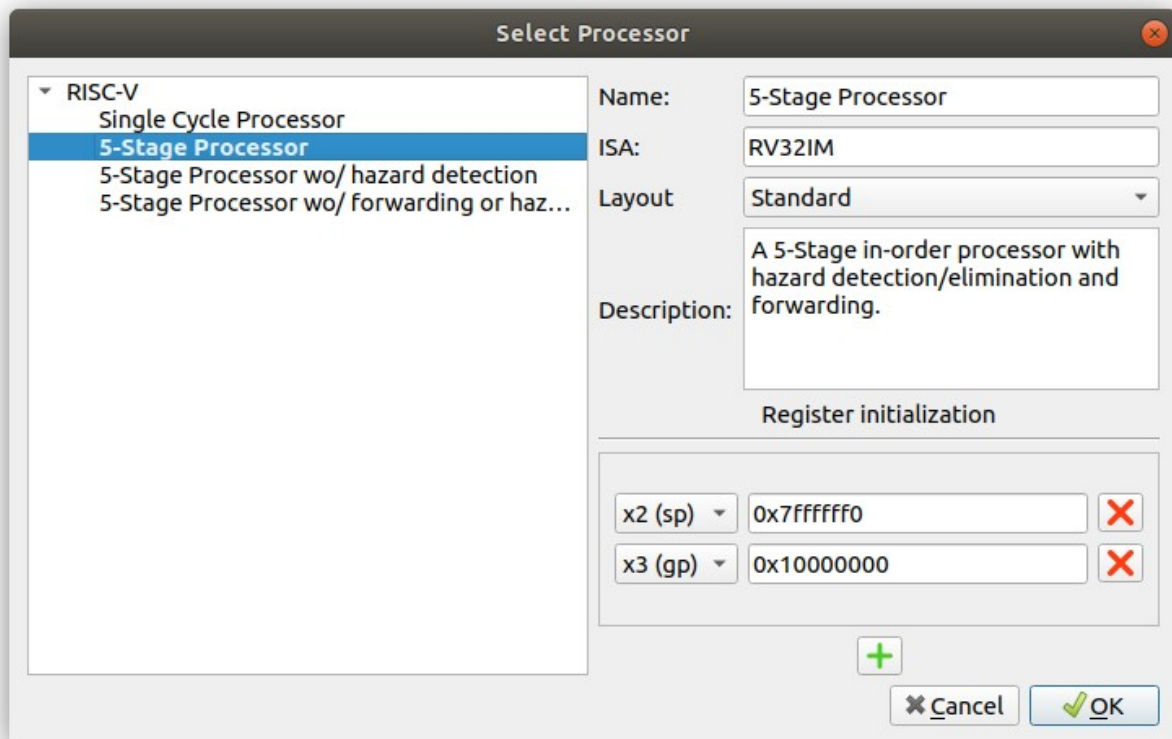 Select Processor
RISC-V
Single Cycle Processor
5-Stage Processor
5-Stage Processor wo/ hazard detection
5-Stage Processor wo/ forwarding or haz...
Name:
5-Stage Processor
ISA:
RV32IM
Layout
Standard
Description:
A 5-Stage in-order processor with
hazard detection/elimination and
forwarding.
Register initialization
x2 (sp)
0x7ffffff0
x3 (gp)
0x10000000
Cancel
OK